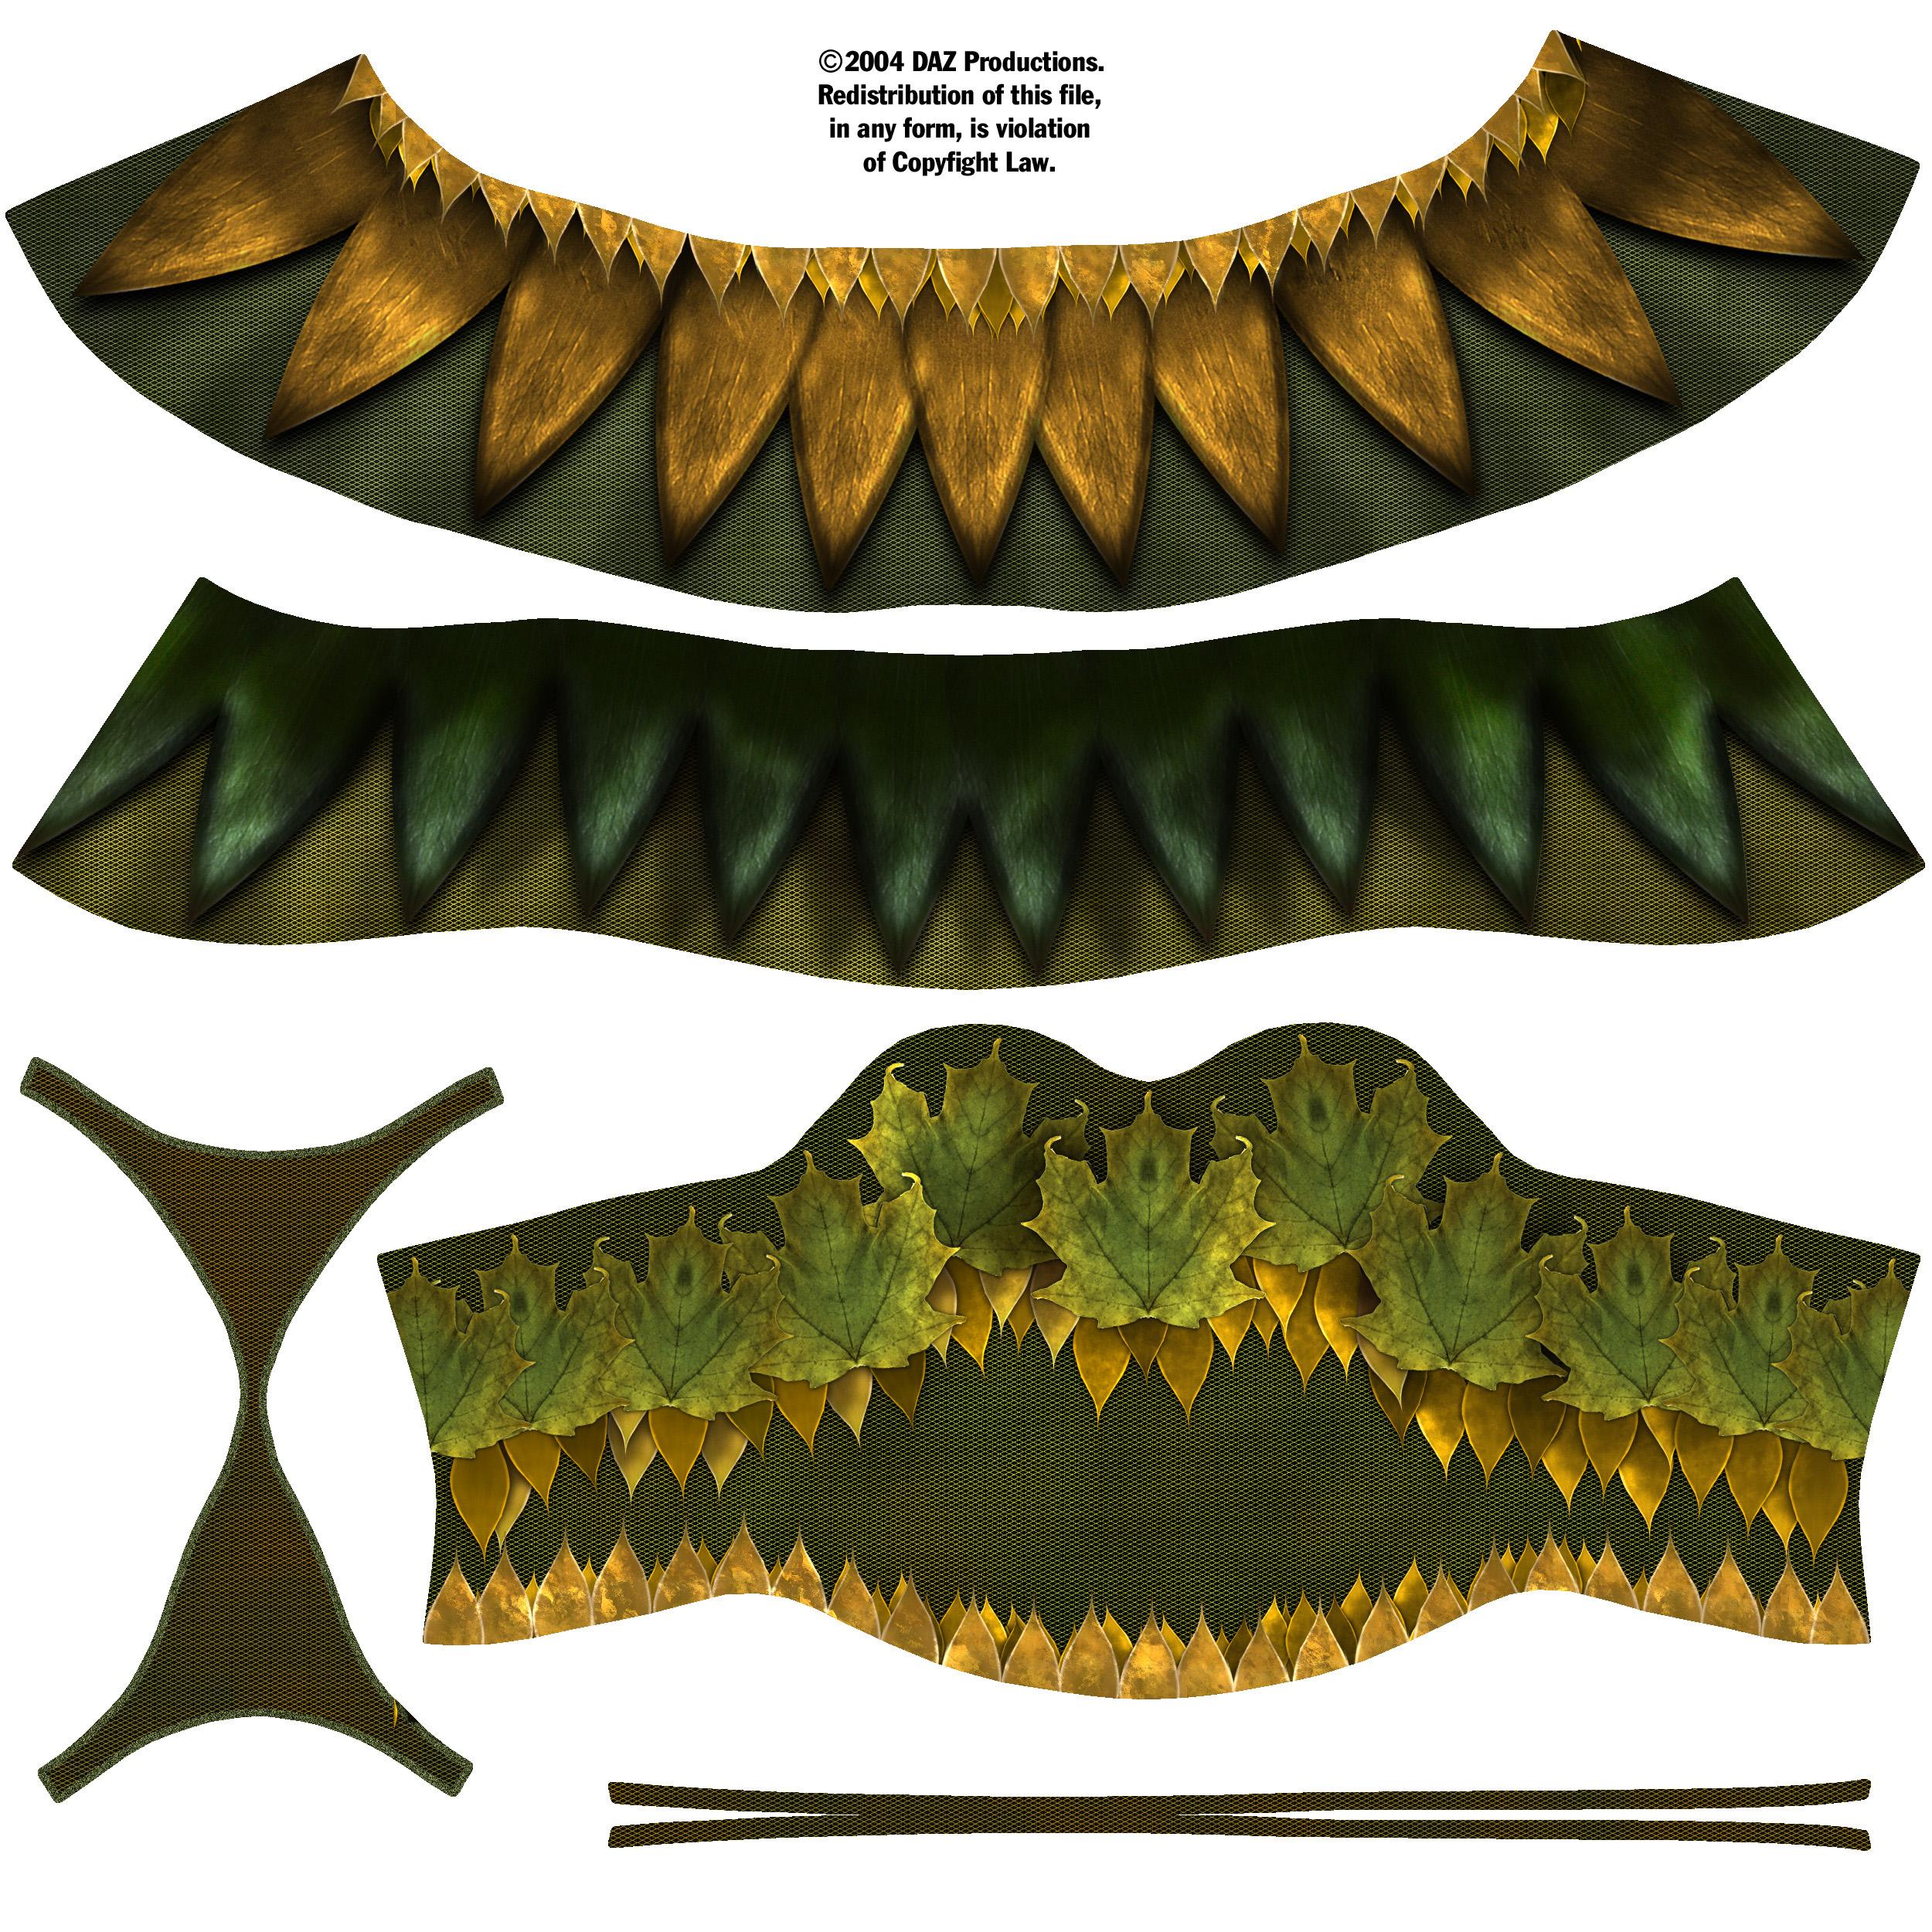 ©2004 DAZ Productions.
Redistribution of this file,
in any form, is violation
of Copyfight Law.